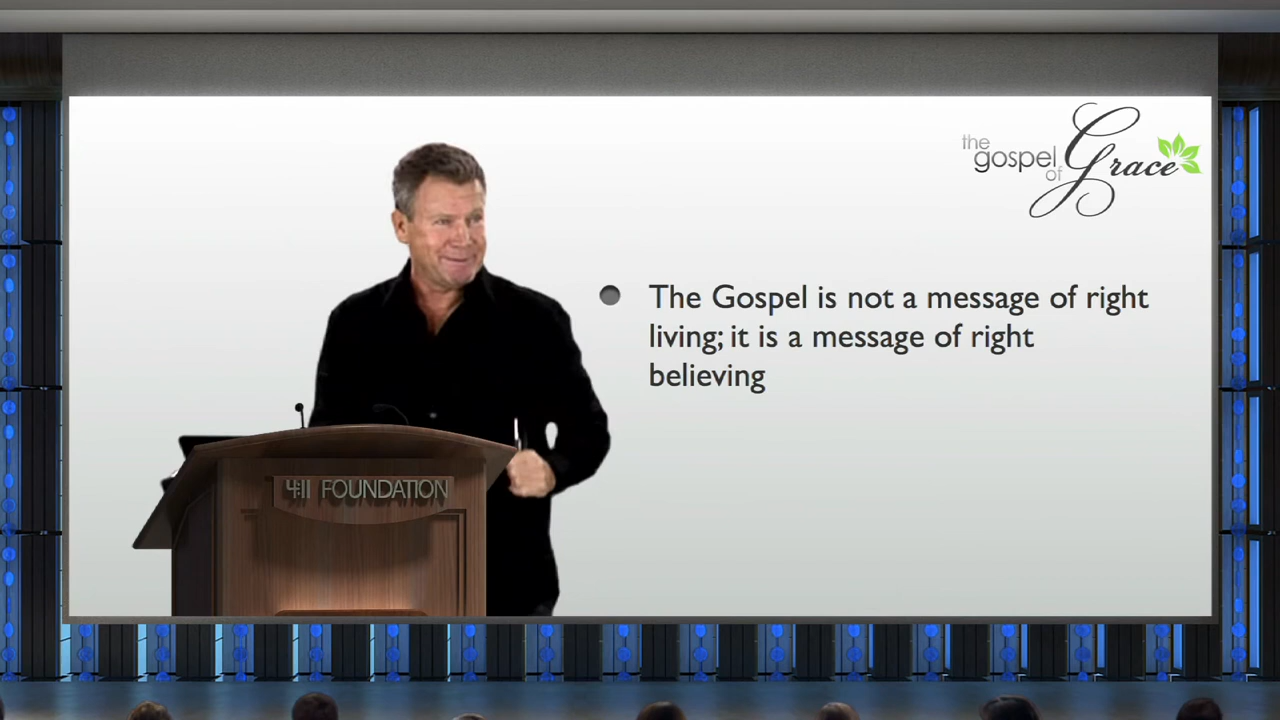 the
gospel
of Grace
The Gospel is not a message of right
living; it is a message of right
believing
4:11 FOUNDATION